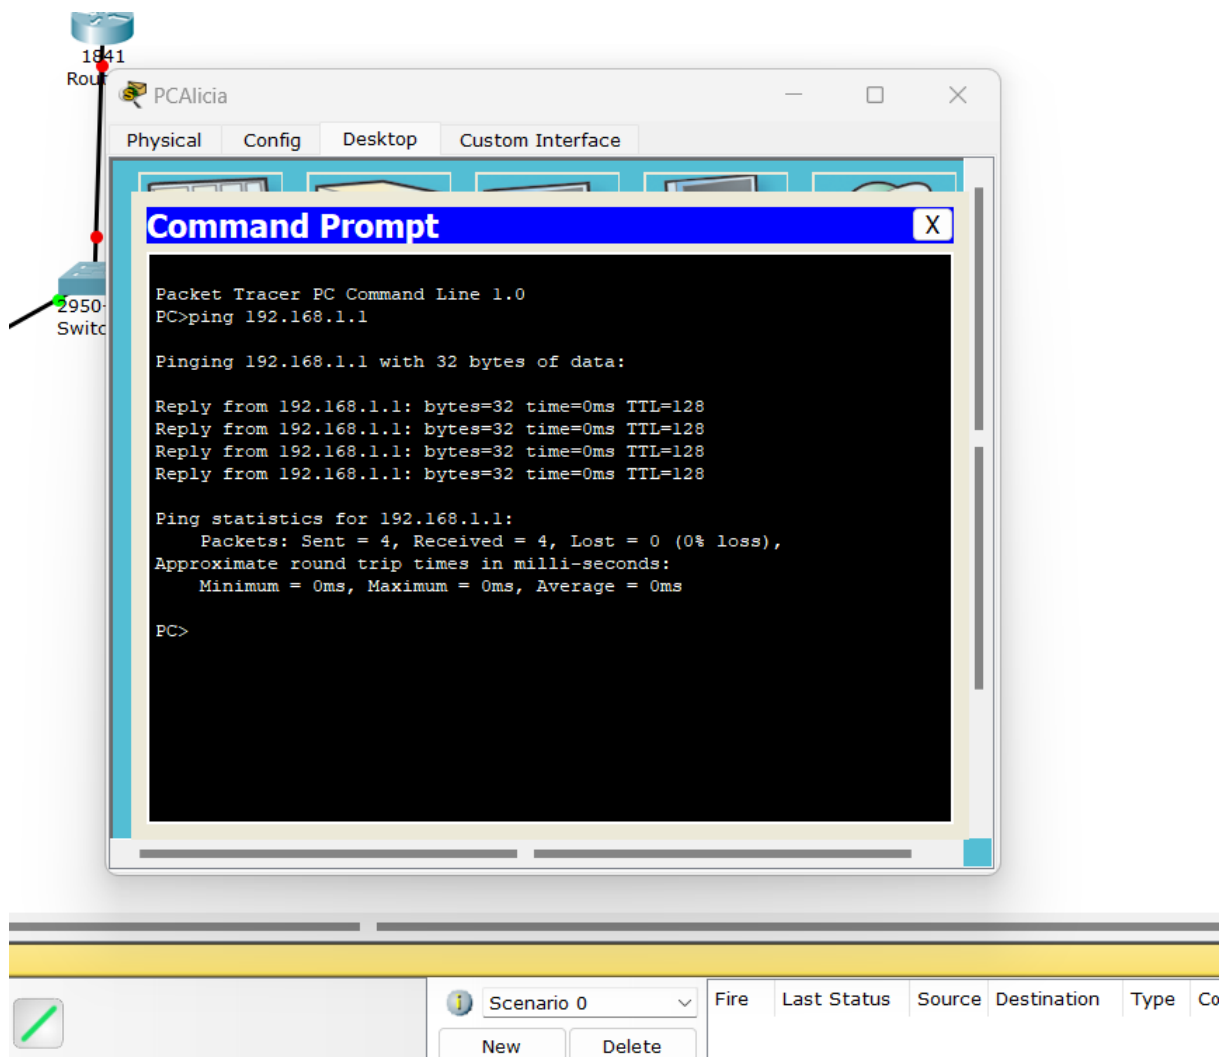 1841
Rou
PCAlicia
Physical Config Desktop Custom Interface
Command Prompt X
Packet Tracer PC Command Line 1.0
PC>ping 192.168.1.1
Pinging 192.168.1.1 with 32 bytes of data:
Reply from 192.168.1.1: bytes=32 time=0ms TTL=128
Reply from 192.168.1.1: bytes=32 time=0ms TTL=128
Reply from 192.168.1.1: bytes=32 time=0ms TTL=128
Reply from 192.168.1.1: bytes=32 time=0ms TTL=128
Ping statistics for 192.168.1.1:
Packets: Sent = 4, Received = 4, Lost = 0 (0% loss),
Approximate round trip times in milli-seconds:
Minimum = 0ms, Maximum = 0ms, Average = 0ms
PC>
2950-
Switc
Scenario 0
New Delete
Fire Last Status Source Destination Type Co